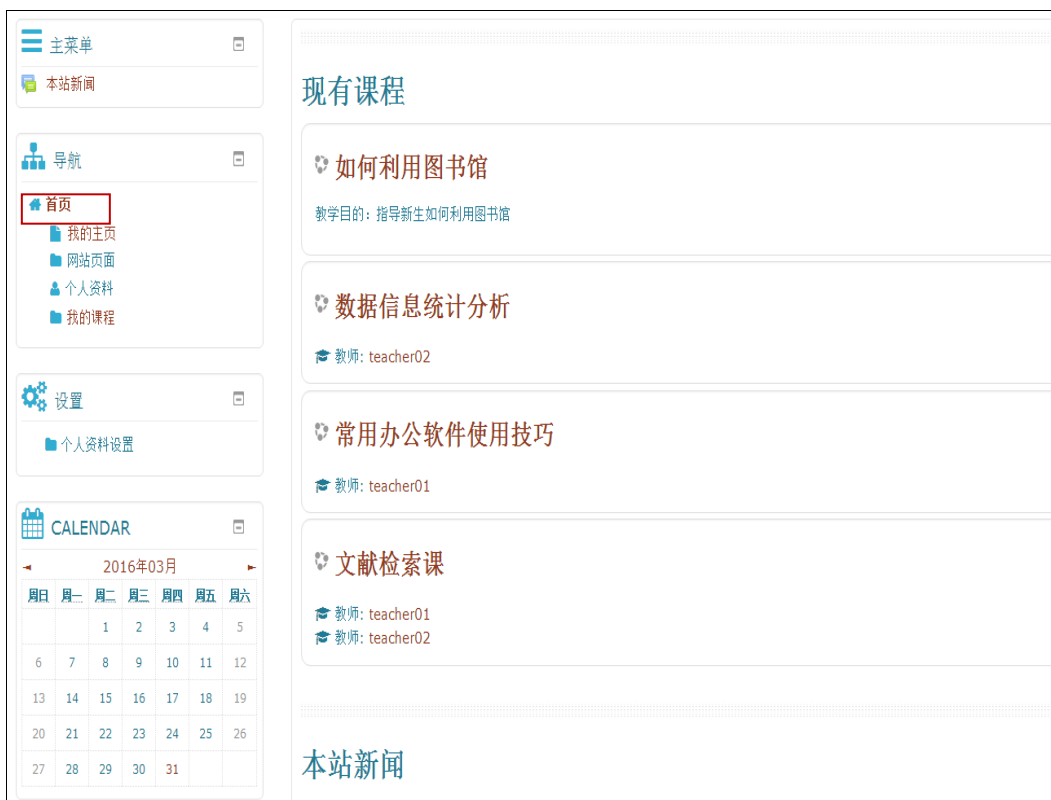 主菜单
本站新闻
导航
首页
我的主页
网站页面
个人资料
我的课程
设置
个人资料设置
CALENDAR
2016年03月
周日 周一 周二 周三 周四 周五 周六
1 2 3 4 5
6 7 8 9 10 11 12
13 14 15 16 17 18 19
20 21 22 23 24 25 26
27 28 29 30 31
现有课程
如何利用图书馆
教学目的：指导新生如何利用图书馆
数据信息统计分析
教师: teacher02
常用办公软件使用技巧
教师: teacher01
文献检索课
教师: teacher01
教师: teacher02
本站新闻